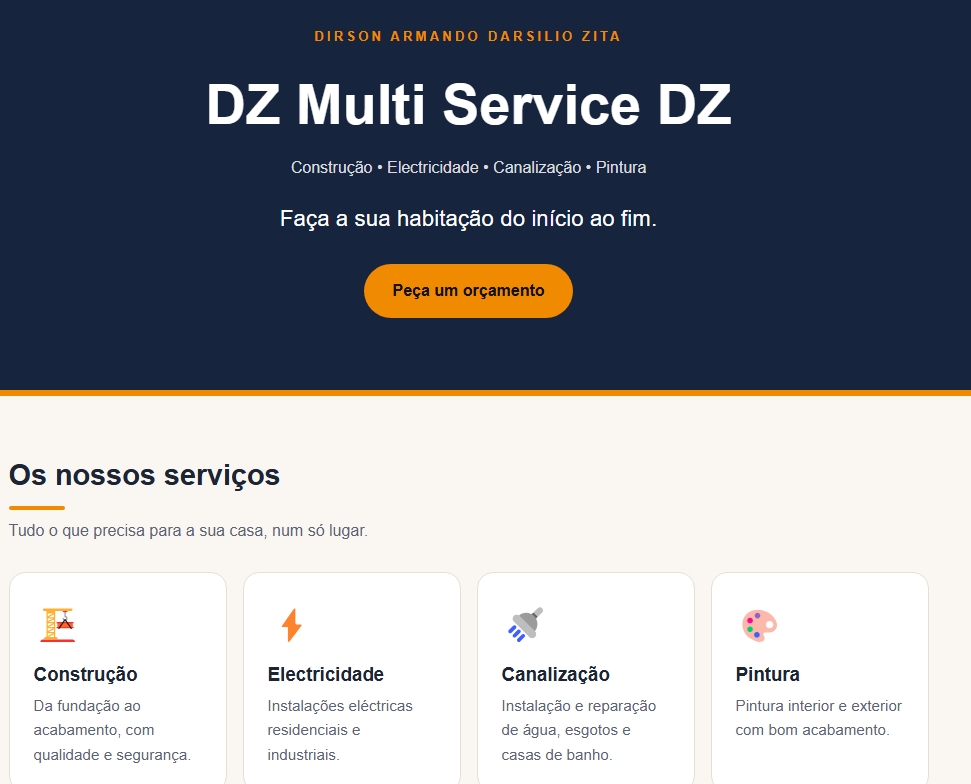 DIRSON ARMANDO DARSILIO ZITA
DZ Multi Service DZ
Construção • Electricidade • Canalização • Pintura
Faça a sua habitação do início ao fim.
Peça um orçamento
Os nossos serviços
Tudo o que precisa para a sua casa, num só lugar.
Construção
Da fundação ao
acabamento, com
qualidade e segurança.
Electricidade
Instalações eléctricas
residenciais e
industriais.
Canalização
Instalação e reparação
de água, esgotos e
casas de banho.
Pintura
Pintura interior e exterior
com bom acabamento.